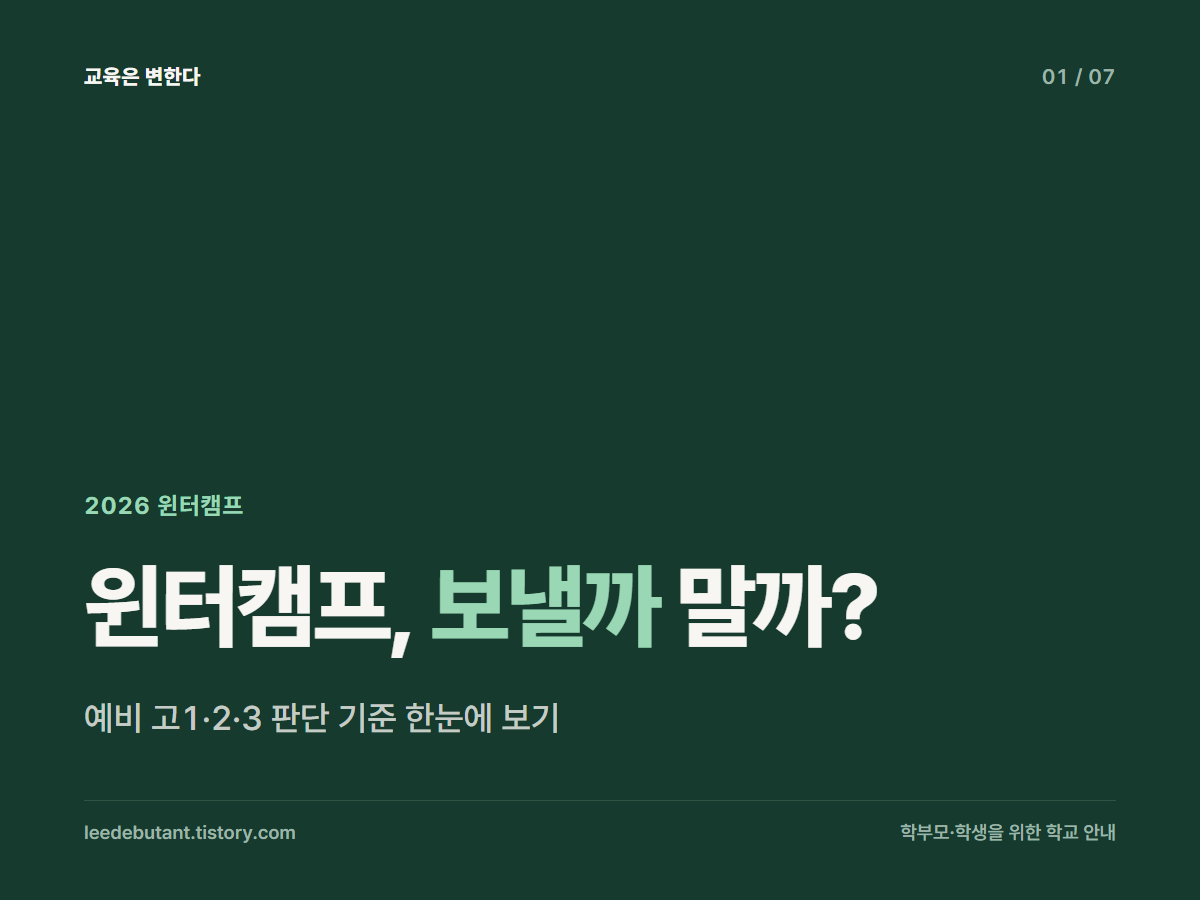 교육은 변한다
01 / 07
2026 윈터캠프
윈터캠프, 보낼까 말까?
예비 고1·2·3 판단 기준 한눈에 보기
leedebutant.tistory.com
학부모·학생을 위한 학교 안내